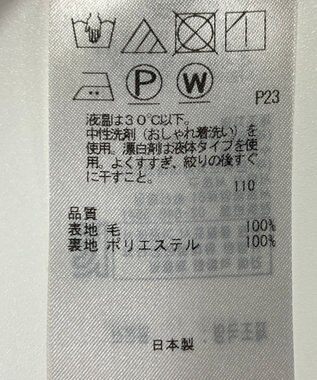 P
W
P23
液温は30℃以下。
中性洗剤（おしゃれ着洗い）を
使用。漂白剤は液体タイプを使
用。よくすすぎ、絞りの後すぐ
に干すこと。
110
品質
表地 毛 100%
裏地 ポリエステル 100%
日本製